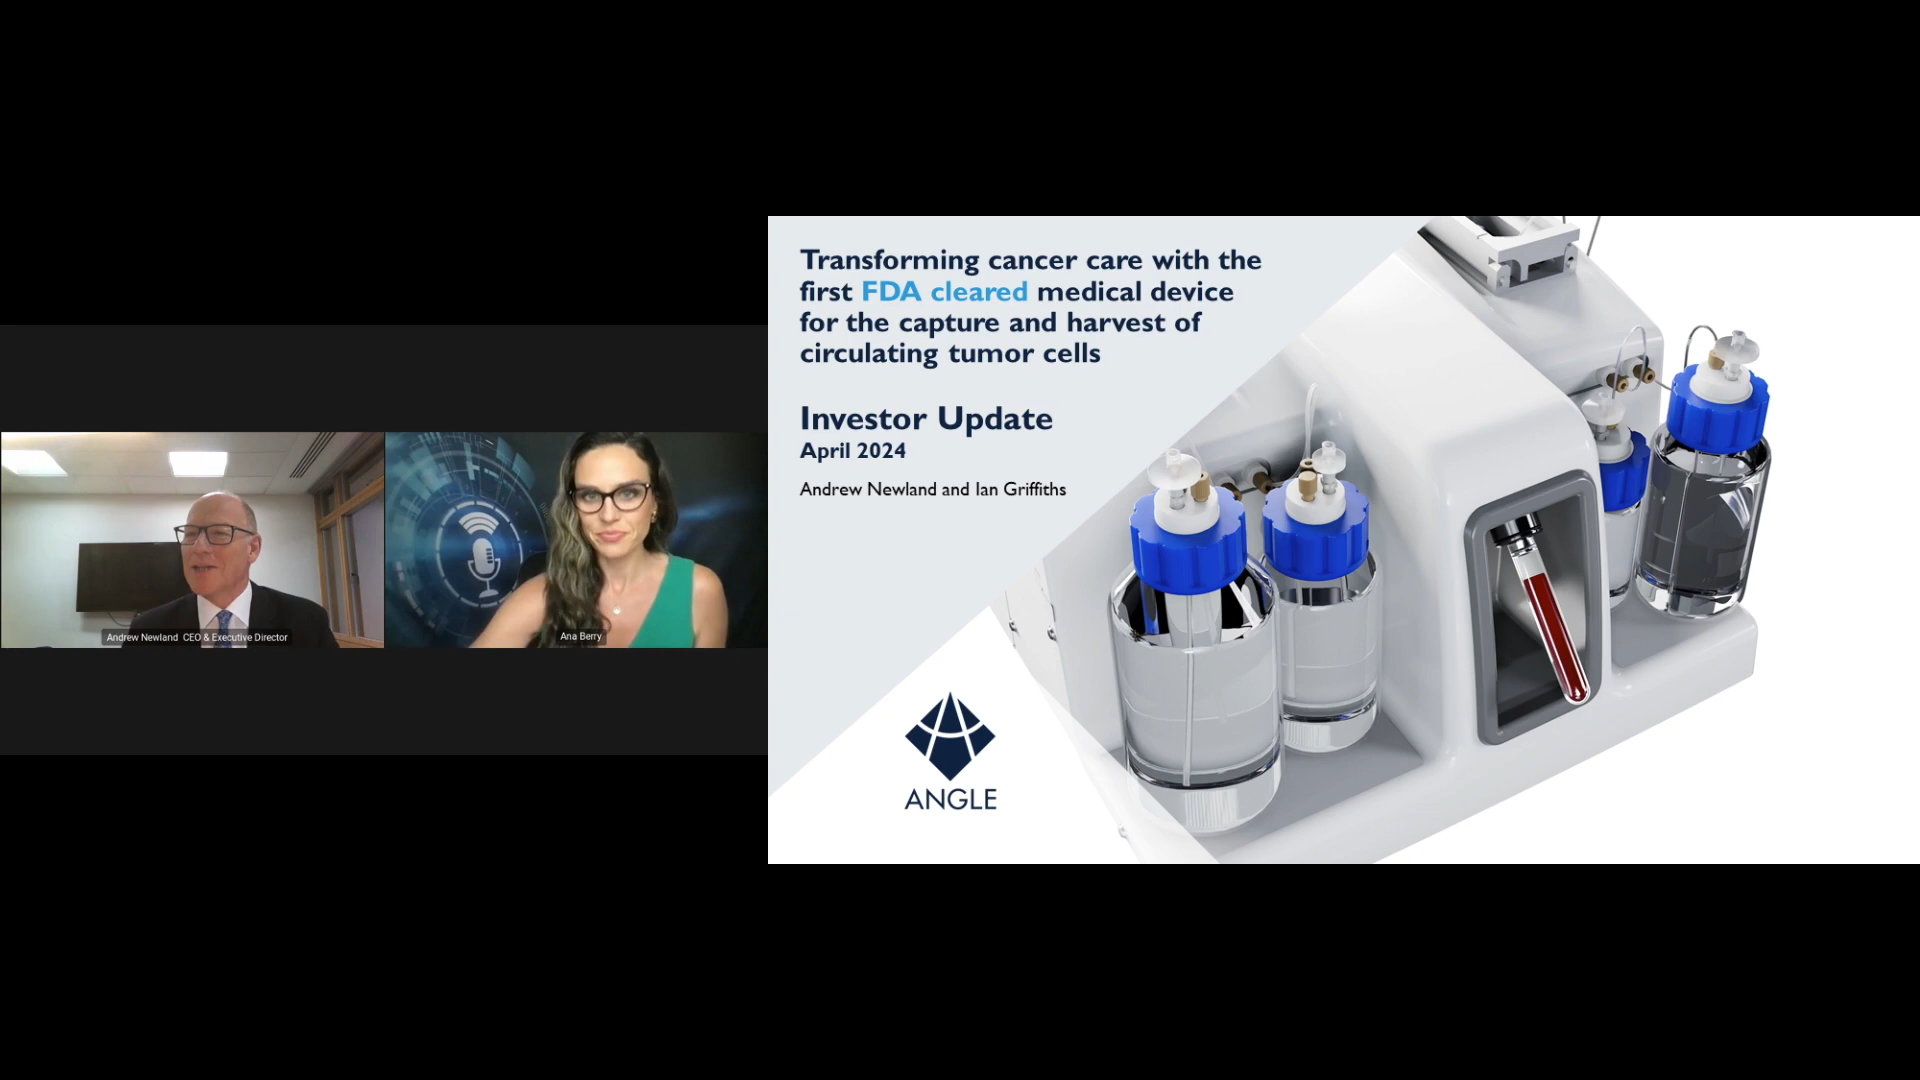 Transforming cancer care with the
first FDA cleared medical device
for the capture and harvest of
circulating tumor cells
Investor Update
April 2024
Andrew Newland and Ian Griffiths
ANGLE
Andrew Newland CEO & Executive Director
Ana Berry